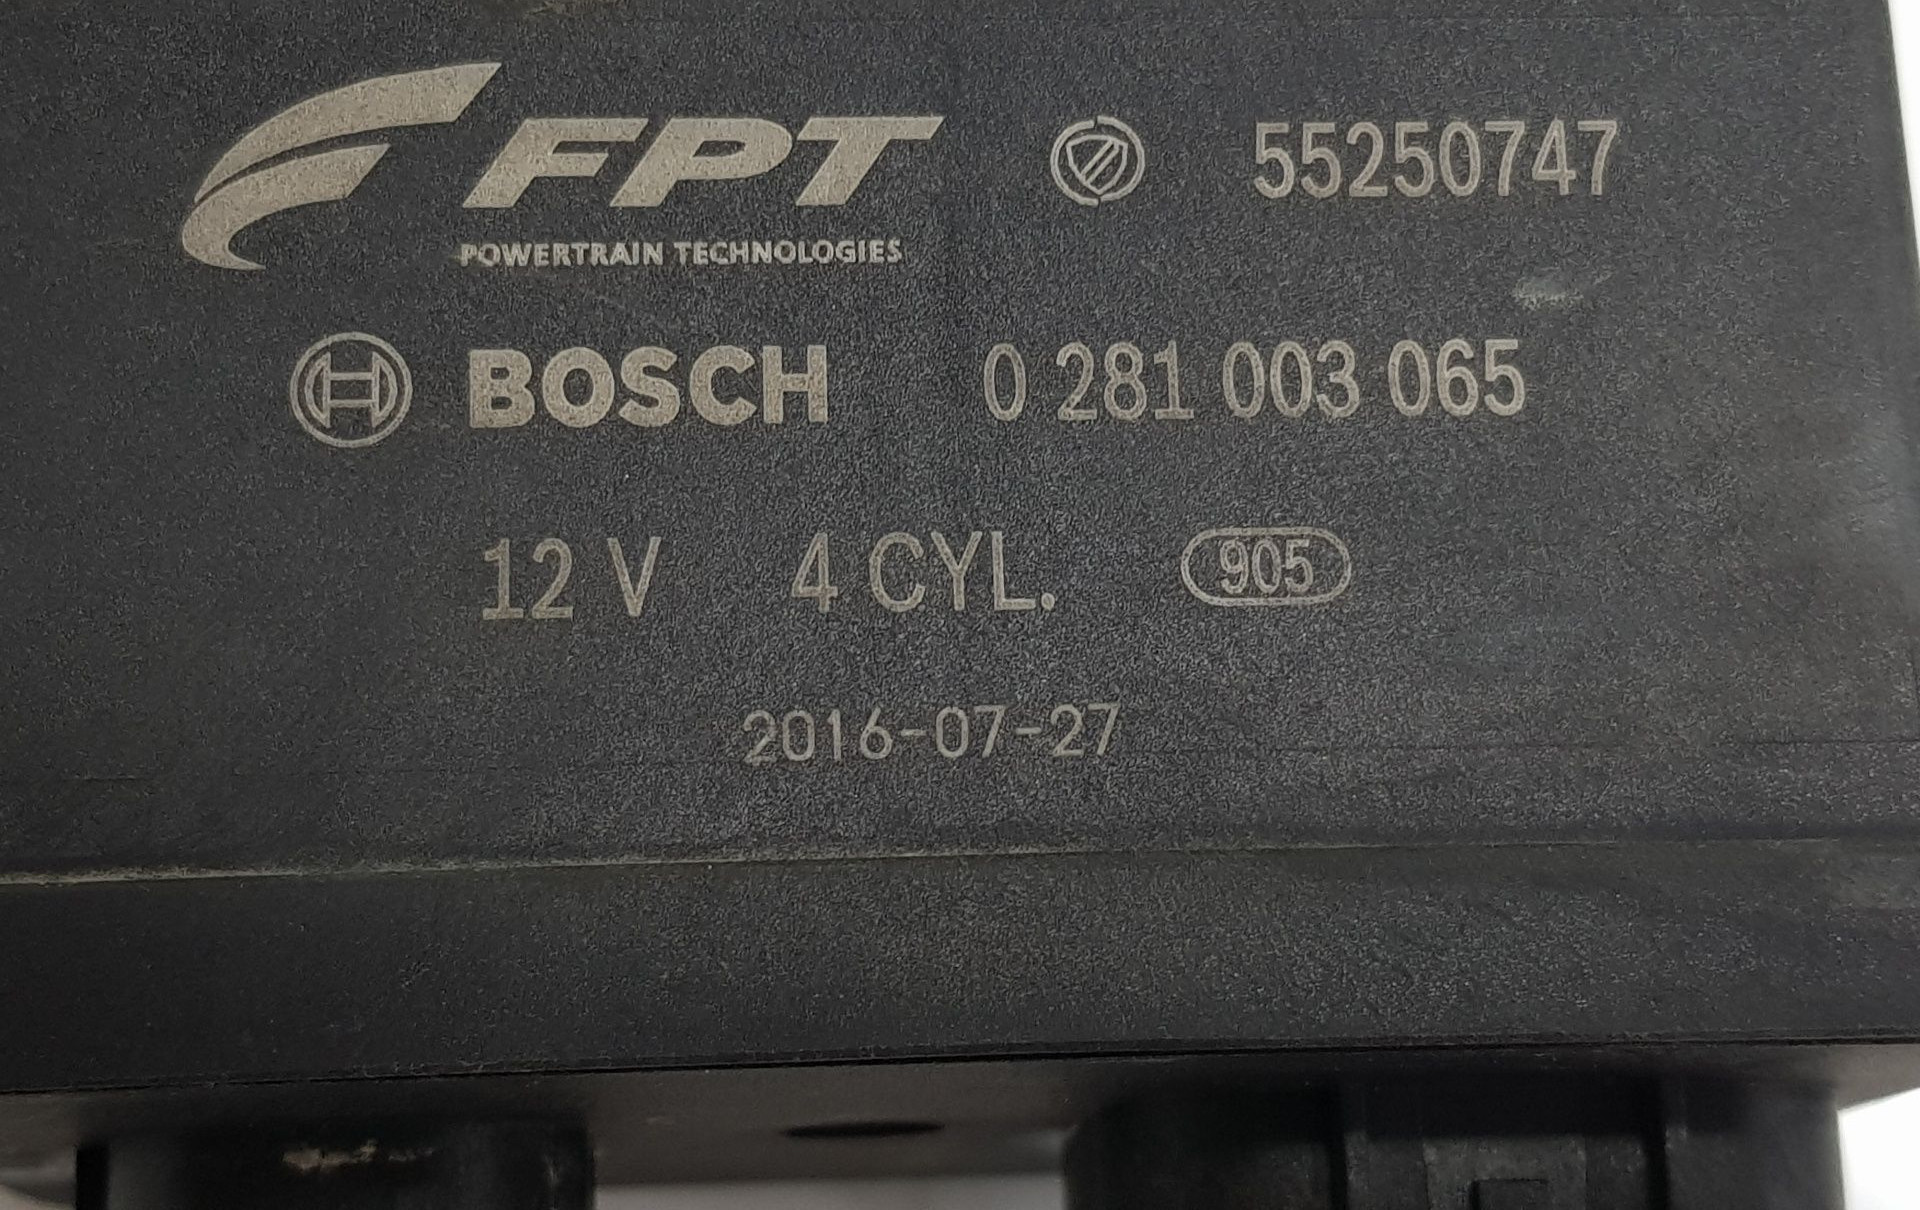 FPT 55250747
POWERTRAIN TECHNOLOGIES
BOSCH 0 281 003 065
12 V 4 CYL. 905
2016-07-27